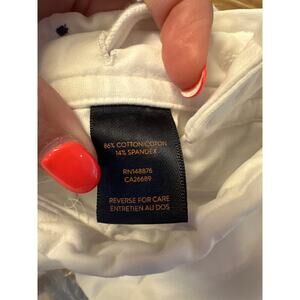 86% COTTON/COTON
14% SPANDEX
RN148876
CA26689
REVERSE FOR CARE
ENTRETIEN AU DOS